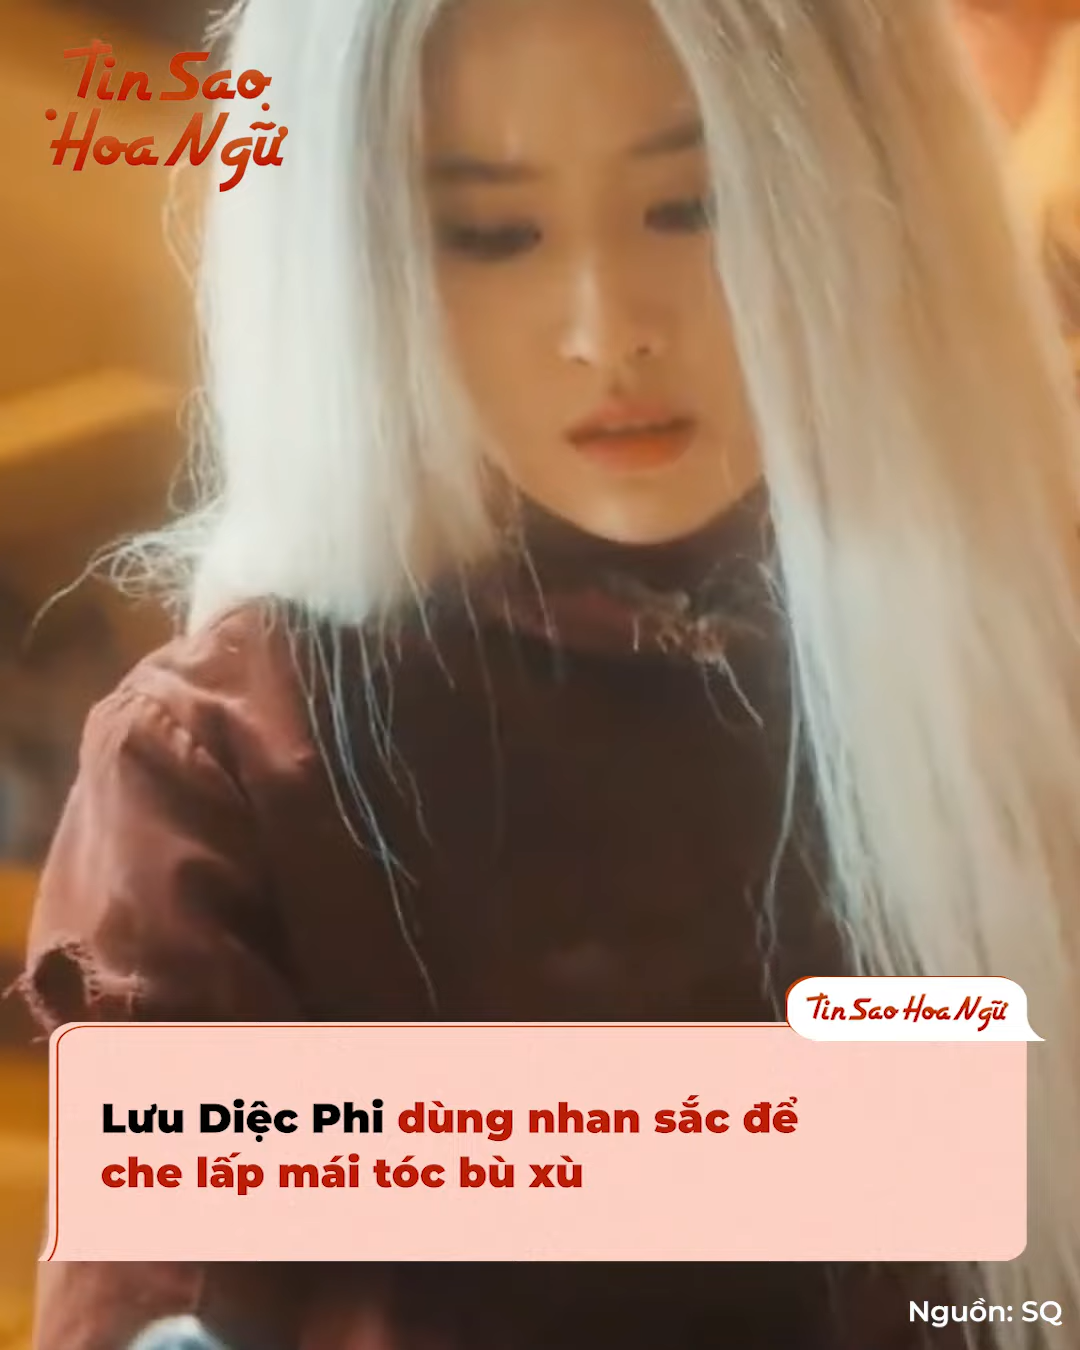 Tin Sao
Hoa Ngữ
Tin Sao Hoa Ngữ
Lưu Diệc Phi dùng nhan sắc để
che lấp mái tóc bù xù
Nguồn: SQ